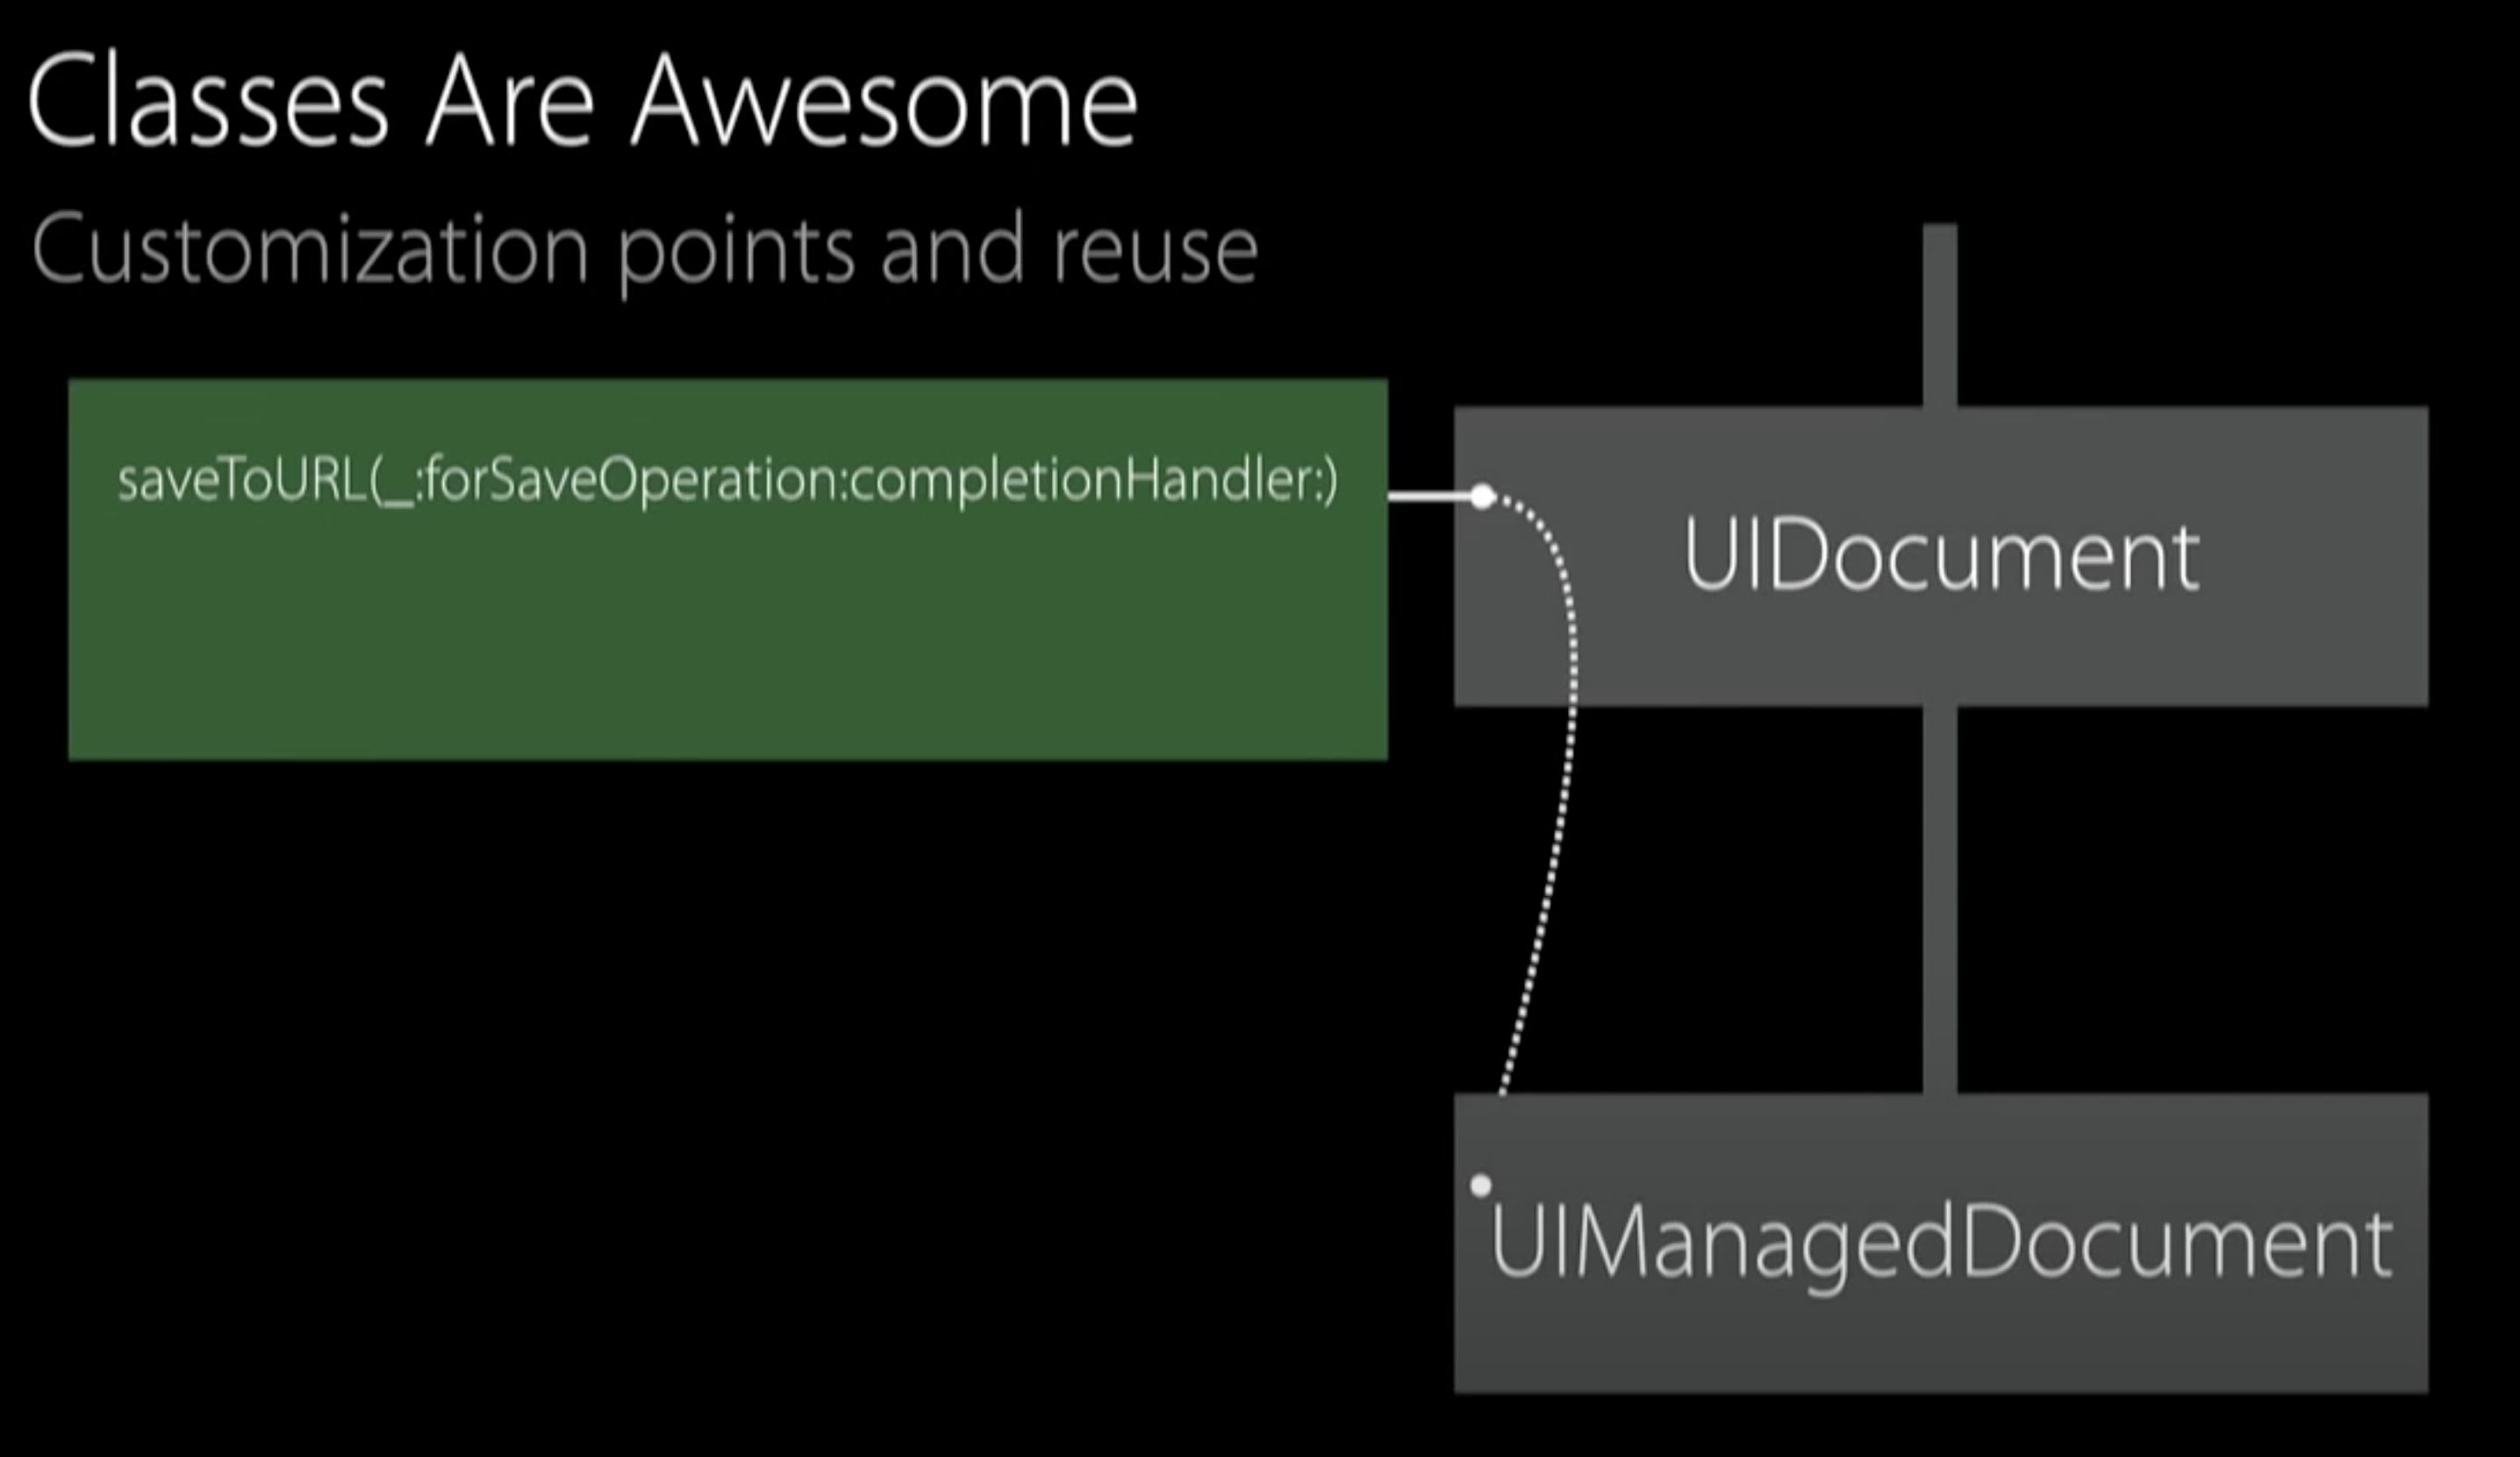 Classes Are Awesome
Customization points and reuse
saveToURL(_:forSaveOperation:completionHandler:)
UIDocument
UIManagedDocument